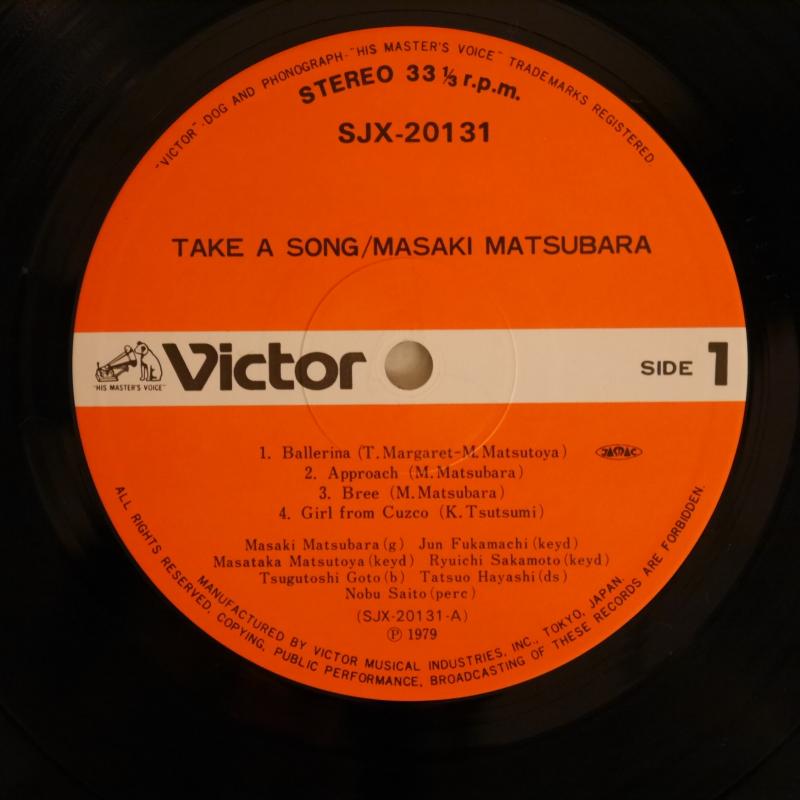 "VICTOR"-DOG AND PHONOGRAPH-"HIS MASTER'S VOICE" TRADEMARKS REGISTERED.
STEREO 33 1/3 r.p.m.
SJX-20131
TAKE A SONG/MASAKI MATSUBARA
"HIS MASTER'S VOICE"
Victor
SIDE 1
1. Ballerina (T. Margaret-M. Matsutoya)
JASRAC
2. Approach (M. Matsubara)
3. Bree (M. Matsubara)
4. Girl from Cuzco (K. Tsutsumi)
Masaki Matsubara (g) Jun Fukamachi (keyd)
Masataka Matsutoya (keyd) Ryuichi Sakamoto (keyd)
Tsugutoshi Goto (b) Tatsuo Hayashi (ds)
Nobu Saito (perc)
(SJX-20131-A)
Ⓟ 1979
MANUFACTURED BY VICTOR MUSICAL INDUSTRIES, INC., TOKYO, JAPAN.
ALL RIGHTS RESERVED, COPYING, PUBLIC PERFORMANCE, BROADCASTING OF THESE RECORDS ARE FORBIDDEN.